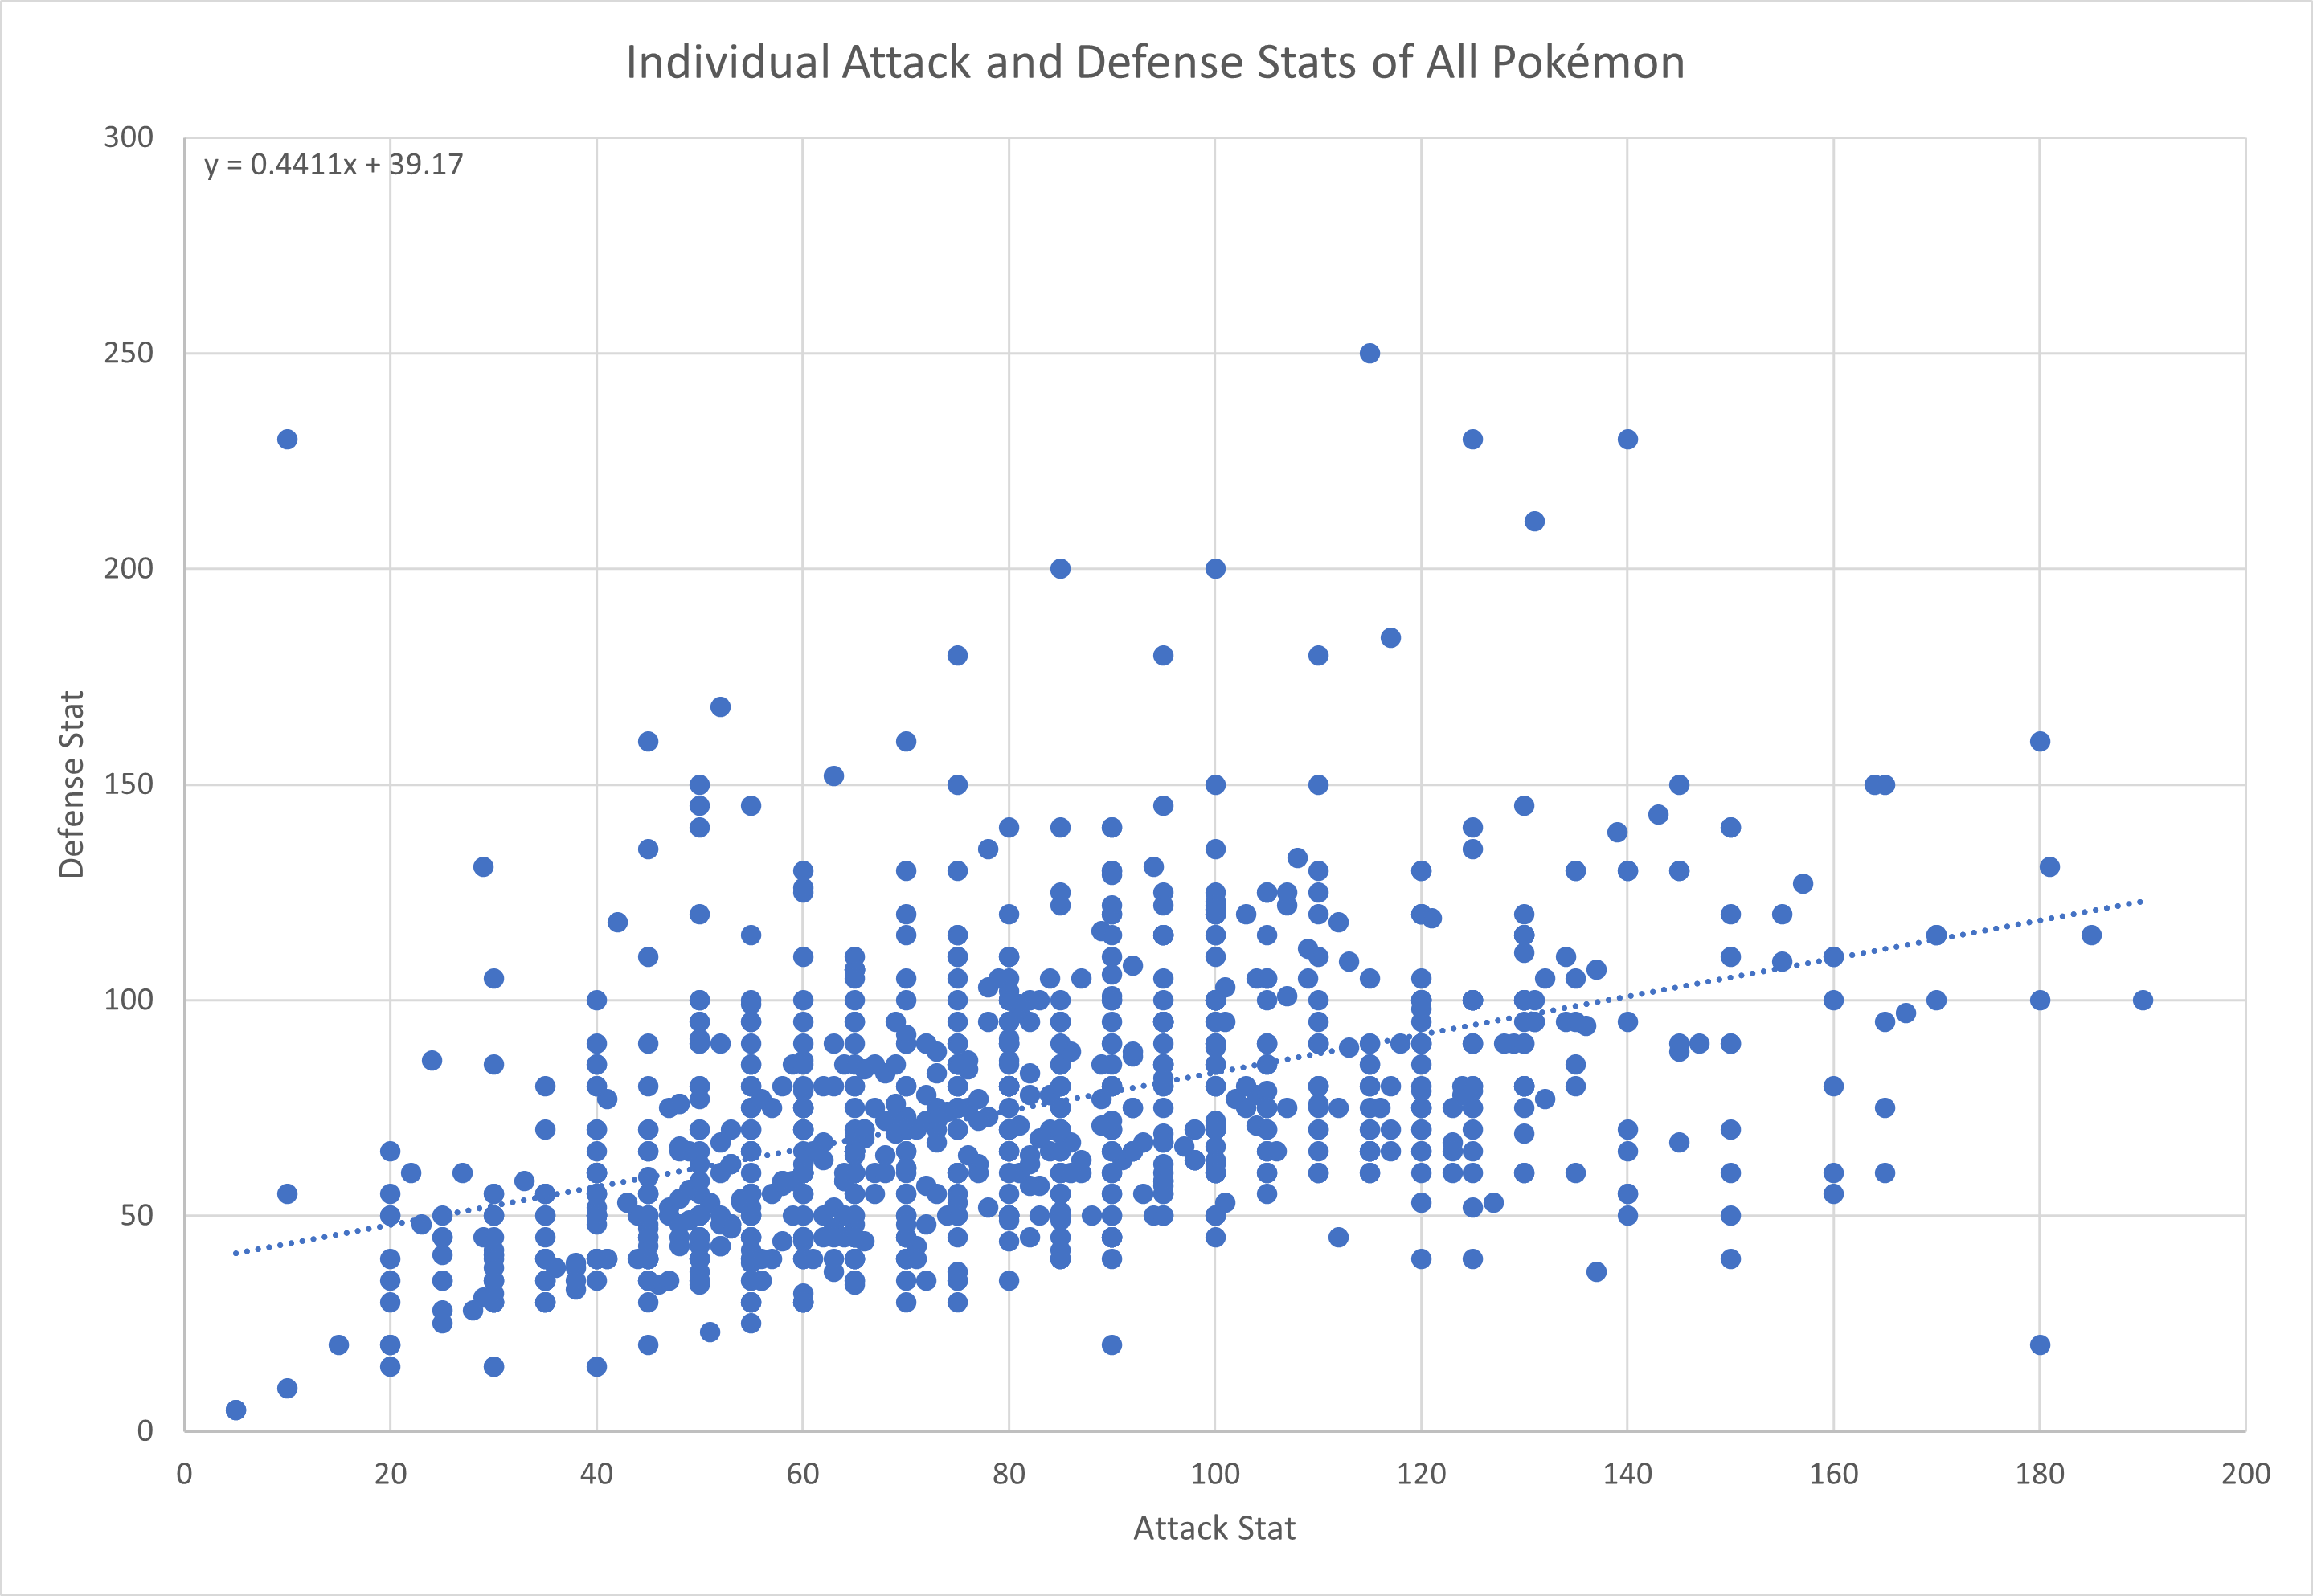 Individual Attack and Defense Stats of All Pokémon
y = 0.4411x + 39.17
300
250
200
150
100
50
0
Defense Stat
0 20 40 60 80 100 120 140 160 180 200
Attack Stat